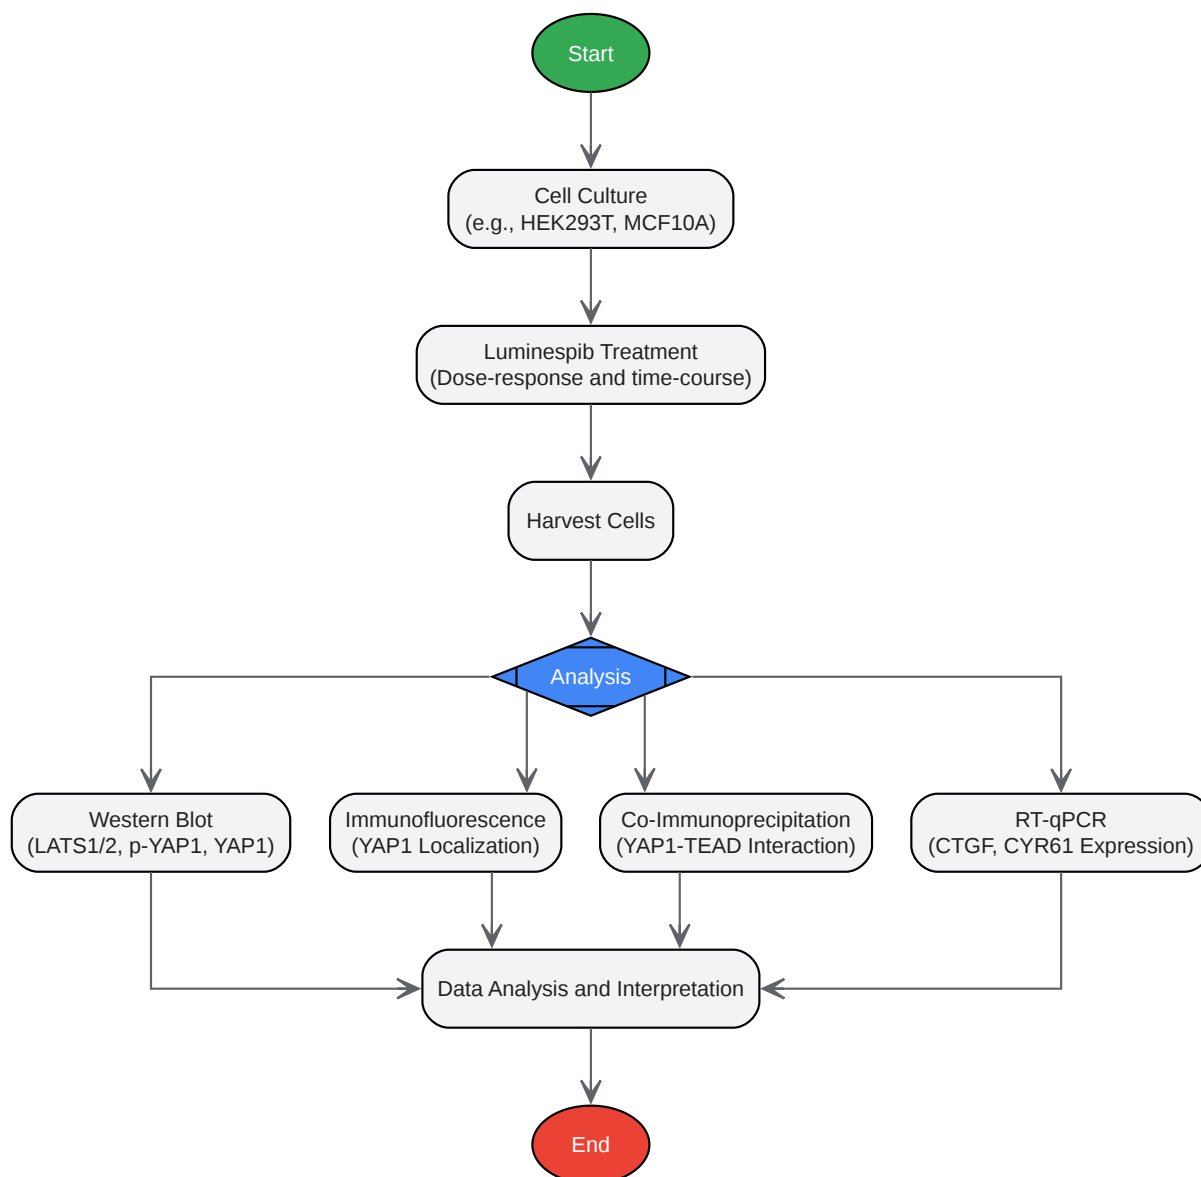 Start
Cell Culture
(e.g., HEK293T, MCF10A)
Luminespib Treatment
(Dose-response and time-course)
Harvest Cells
Analysis
Western Blot
(LATS1/2, p-YAP1, YAP1)
Immunofluorescence
(YAP1 Localization)
Co-Immunoprecipitation
(YAP1-TEAD Interaction)
RT-qPCR
(CTGF, CYR61 Expression)
Data Analysis and Interpretation
End